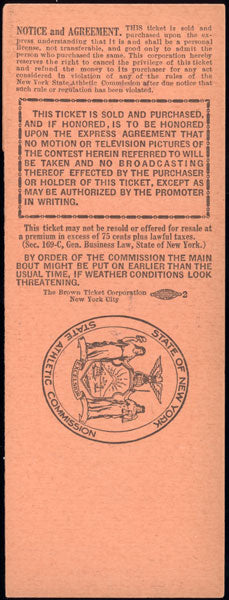 NOTICE and AGREEMENT. THIS ticket is sold and
purchased upon the ex-
press understanding that it is and shall be a personal
license, not transferable, and good only to admit the
person who purchased the same. This corporation hereby
reserves the right to cancel the privilege of this ticket
and refund the money to its purchaser for any act
considered in violation of any of the rules of the
New York State Athletic Commission after due notice that
such rule or regulation has been violated.
THIS TICKET IS SOLD AND PURCHASED,
AND IF HONORED, IS TO BE HONORED
UPON THE EXPRESS AGREEMENT THAT
NO MOTION OR TELEVISION PICTURES OF
THE CONTEST HEREIN REFERRED TO WILL
BE TAKEN AND NO BROADCASTING
THEREOF EFFECTED BY THE PURCHASER
OR HOLDER OF THIS TICKET, EXCEPT AS
MAY BE AUTHORIZED BY THE PROMOTER
IN WRITING.
This ticket may not be resold or offered for resale at
a premium in excess of 75 cents plus lawful taxes.
(Sec. 169-C, Gen. Business Law, State of New York.)
BY ORDER OF THE COMMISSION THE MAIN
BOUT MIGHT BE PUT ON EARLIER THAN THE
USUAL TIME, IF WEATHER CONDITIONS LOOK
THREATENING.
The Brown Ticket Corporation
2
New York City
STATE OF NEW YORK
STATE ATHLETIC COMMISSION
EXCELSIOR